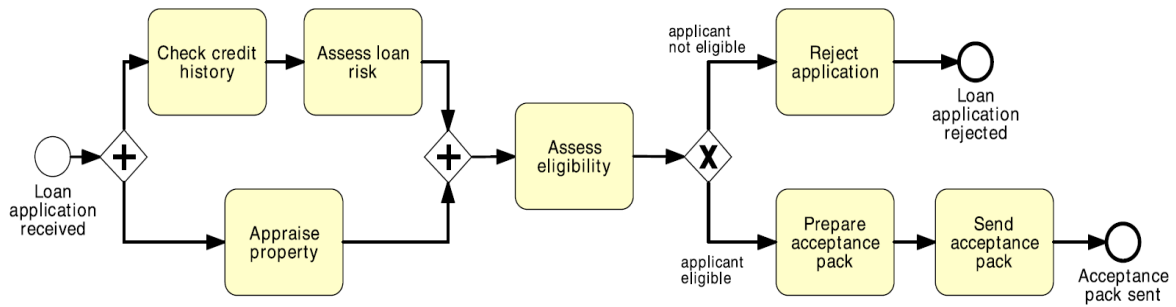 Loan
application
received
Check credit
history
Assess loan
risk
Appraise
property
Assess
eligibility
applicant
not eligible
X
Reject
application
Loan
application
rejected
applicant
eligible
Prepare
acceptance
pack
Send
acceptance
pack
Acceptance
pack sent